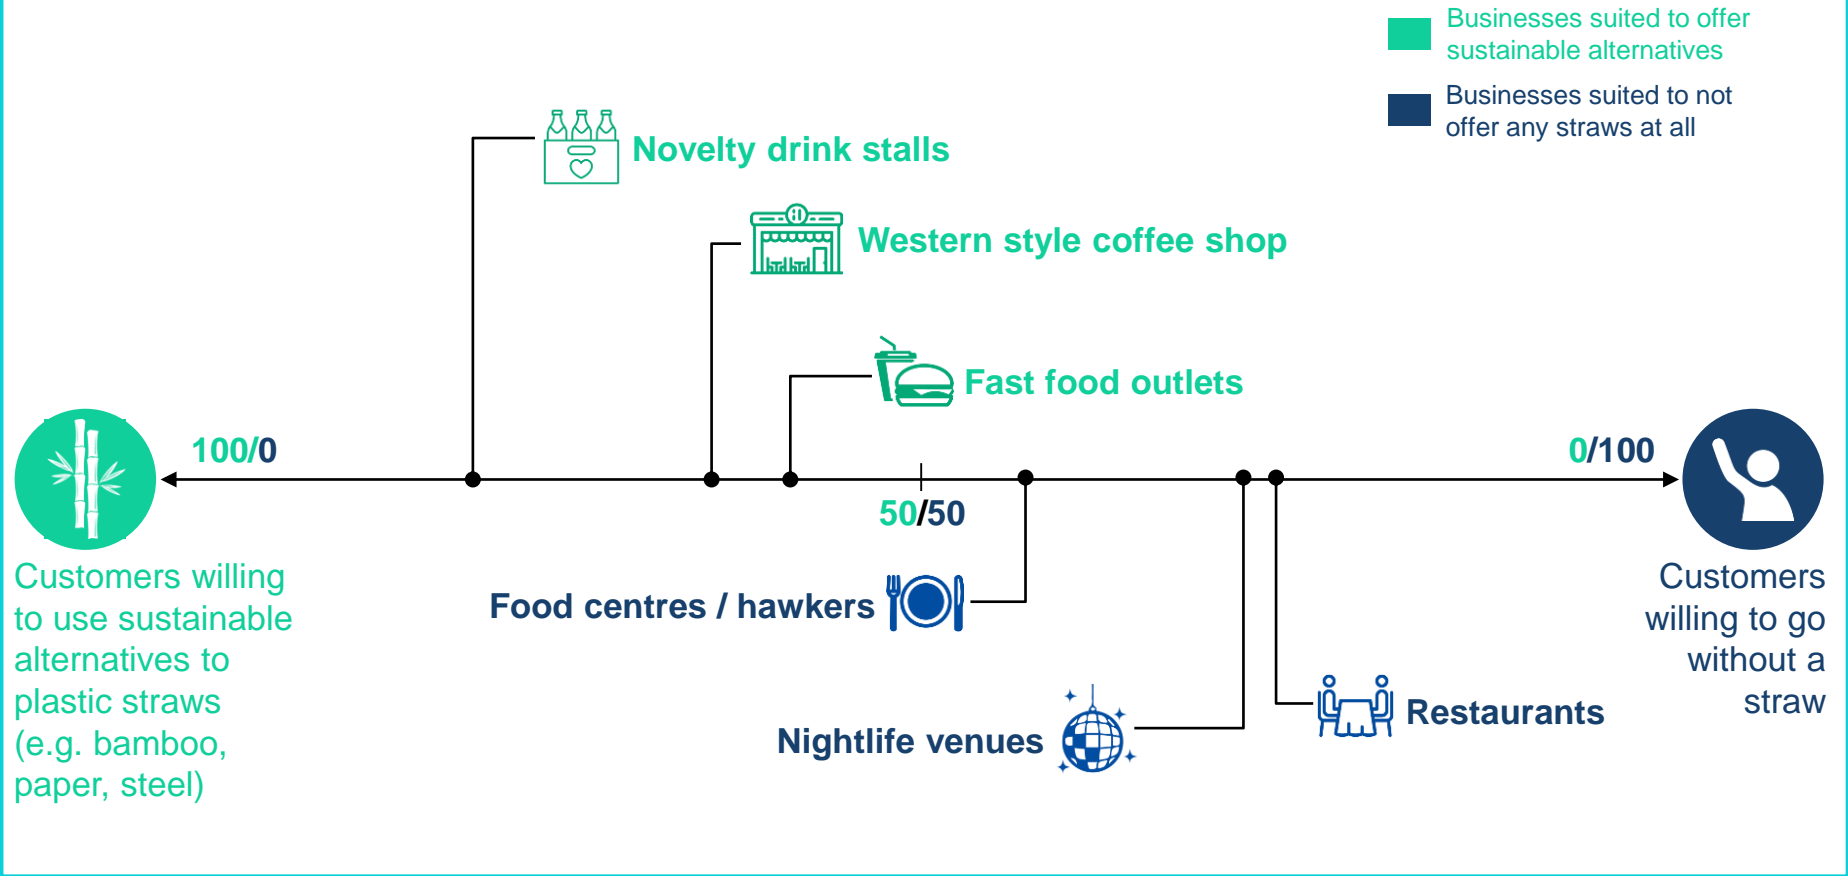 Businesses suited to offer
sustainable alternatives
Businesses suited to not
offer any straws at all
Novelty drink stalls
Western style coffee shop
Fast food outlets
100/0
0/100
50/50
Customers willing
to use sustainable
alternatives to
plastic straws
(e.g. bamboo,
paper, steel)
Food centres / hawkers
Nightlife venues
Restaurants
Customers
willing to go
without a
straw